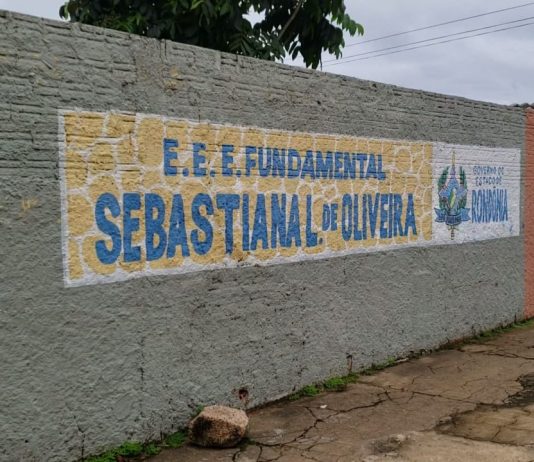 E.E.E.FUNDAMENTAL
SEBASTIANA L. DE OLIVEIRA
GOVERNO DO
ESTADO DE
RONDÔNIA